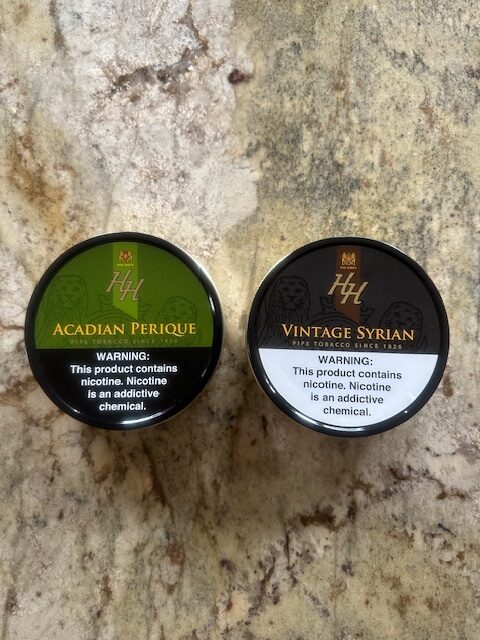 HH
ACADIAN PERIQUE
PIPE TOBACCO SINCE 1826
WARNING:
This product contains
nicotine. Nicotine
is an addictive
chemical.
HH
VINTAGE SYRIAN
PIPE TOBACCO SINCE 1826
WARNING:
This product contains
nicotine. Nicotine
is an addictive
chemical.